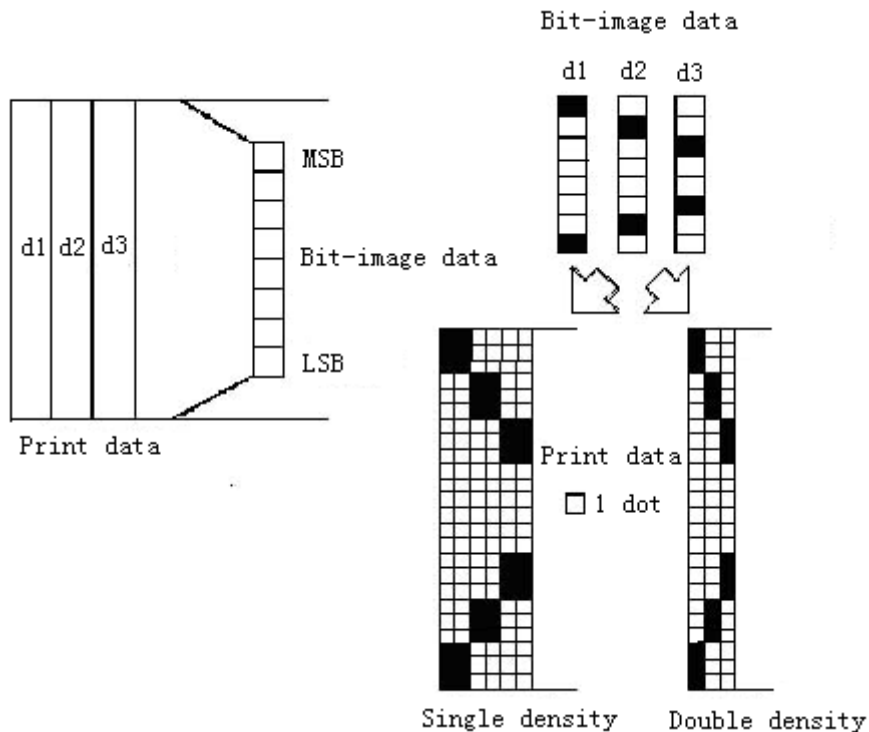 Bit-image data
d1 d2 d3
MSB
d1 d2 d3
Bit-image data
LSB
Print data
Print data
1 dot
Single density
Double density